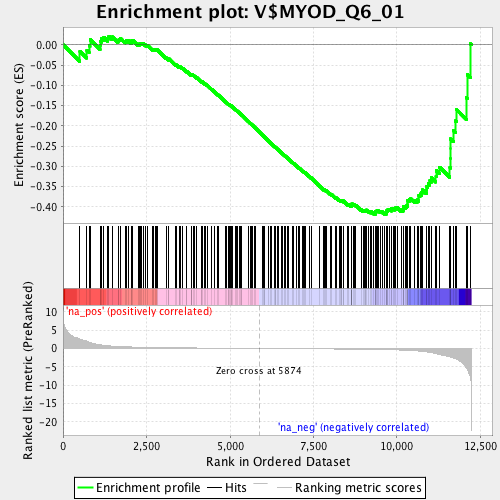 Enrichment plot: V$MYOD_Q6_01
Enrichment score (ES)
0.00
-0.05
-0.10
-0.15
-0.20
-0.25
-0.30
-0.35
-0.40
'na_pos' (positively correlated)
Ranked list metric (PreRanked)
10
5
0
-5
-10
-15
-20
Zero cross at 5874
'na_neg' (negatively correlated)
0
2,500
5,000
7,500
10,000
12,500
Rank in Ordered Dataset
Enrichment profile
Hits
Ranking metric scores